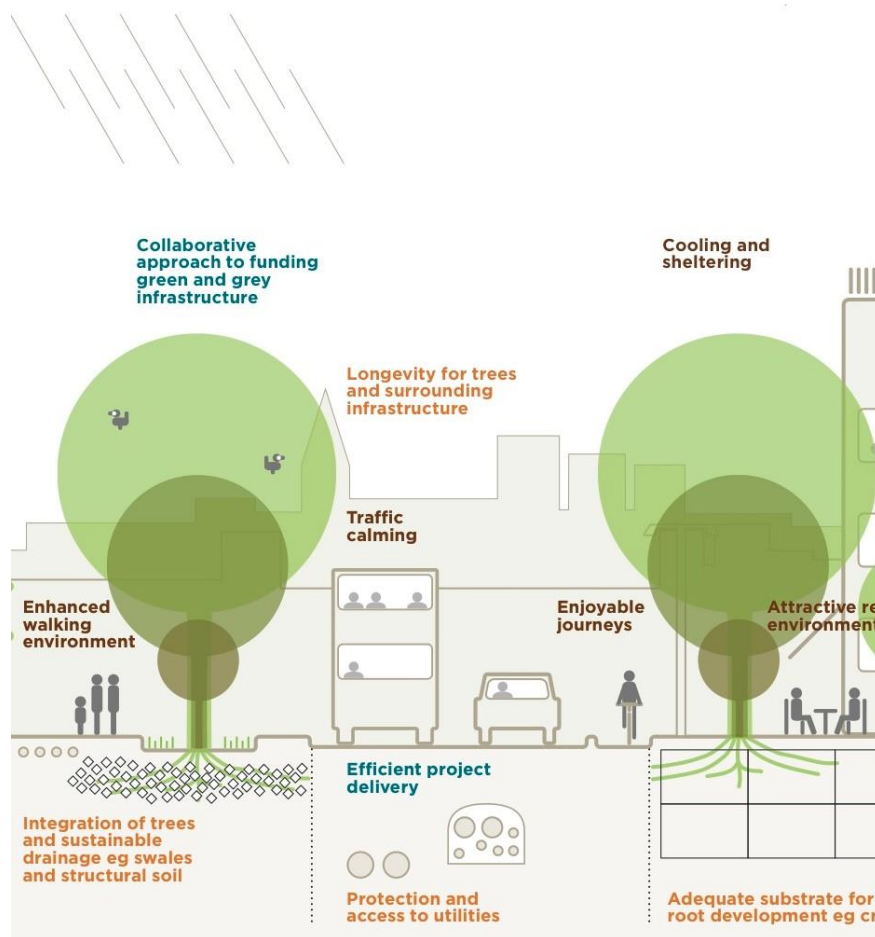 Collaborative
approach to funding
green and grey
infrastructure
Cooling and
sheltering
Longevity for trees
and surrounding
infrastructure
Traffic
calming
Enhanced
walking
environment
Enjoyable
journeys
Attractive
environment
Efficient project
delivery
Integration of trees
and sustainable
drainage eg swales
and structural soil
Protection and
access to utilities
Adequate substrate for
root development eg